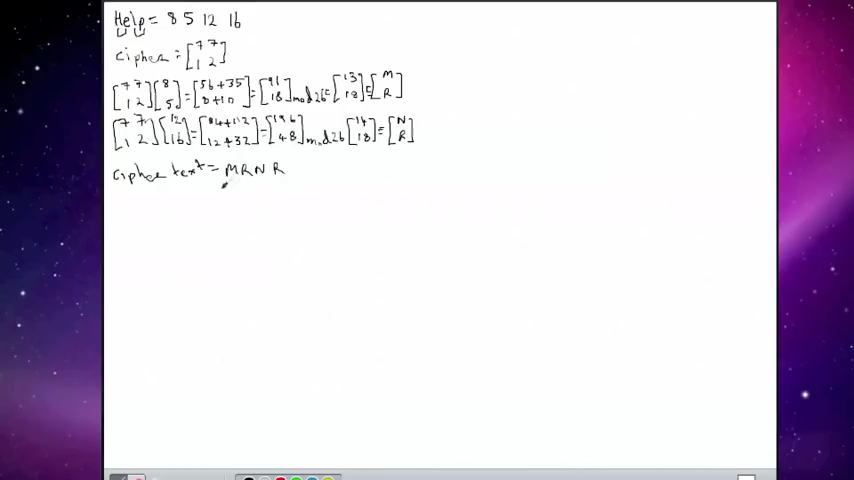 Help = 8 5 12 16
cipher = [7 7 1 2]
[7 7 1 2] [8 5] = [56+35 8+10] = [91 18] mod 26 = [13 18] = [M R]
[7 7 1 2] [12 16] = [84+112 12+32] = [196 48] mod 26 [14 18] = [N R]
cipher text = MRNR